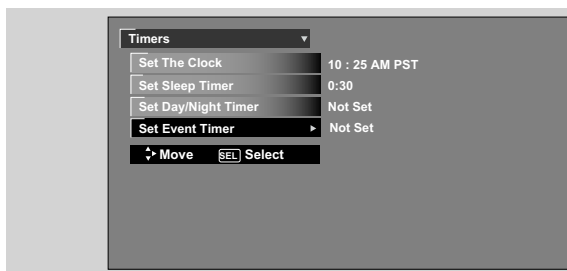 Timers
Set The Clock 10 : 25 AM PST
Set Sleep Timer 0:30
Set Day/Night Timer Not Set
Set Event Timer Not Set
Move SEL Select